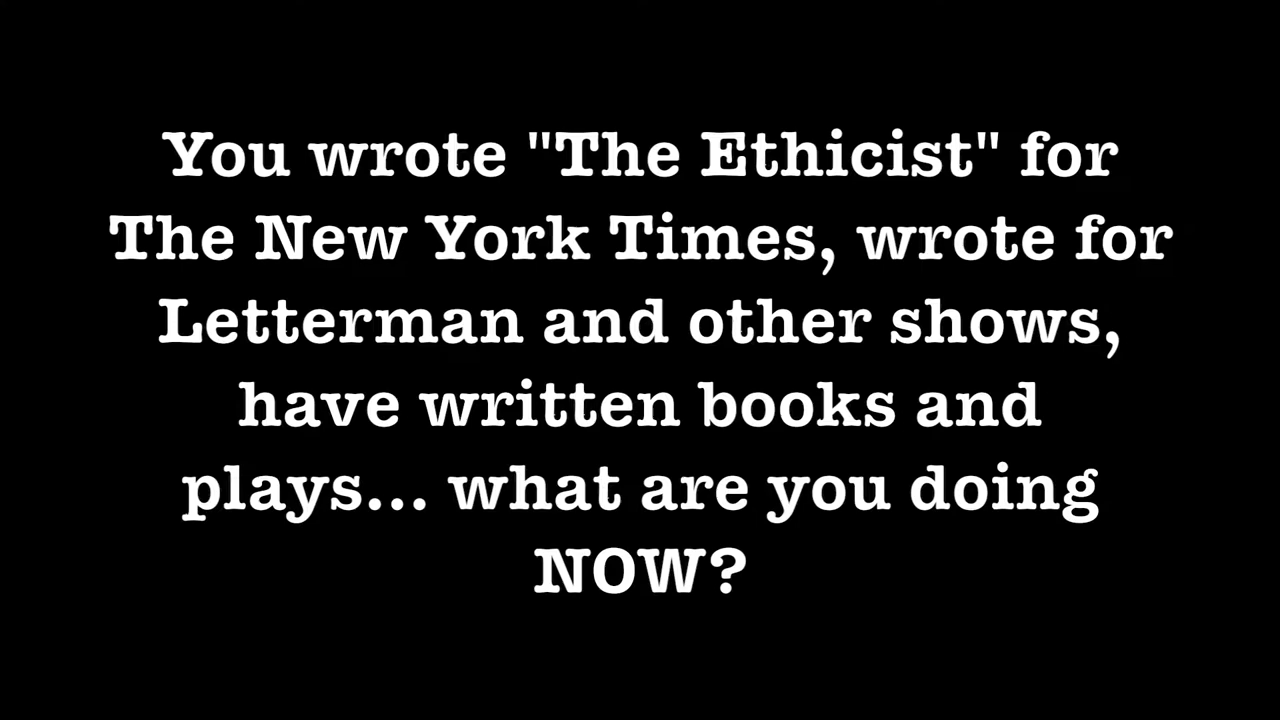 You wrote "The Ethicist" for
The New York Times, wrote for
Letterman and other shows,
have written books and
plays... what are you doing
NOW?